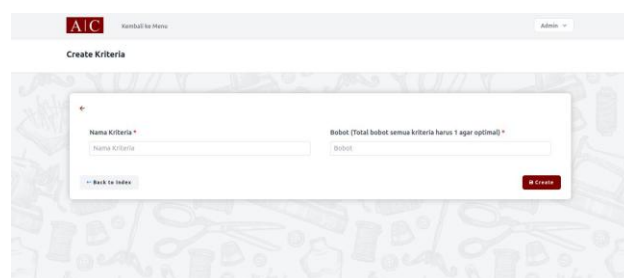 A|C Kembali ke Menu Admin
Create Kriteria
Nama Kriteria * Bobot (Total bobot semua kriteria harus 1 agar optimal) *
Nama Kriteria Bobot
Back to Index Create